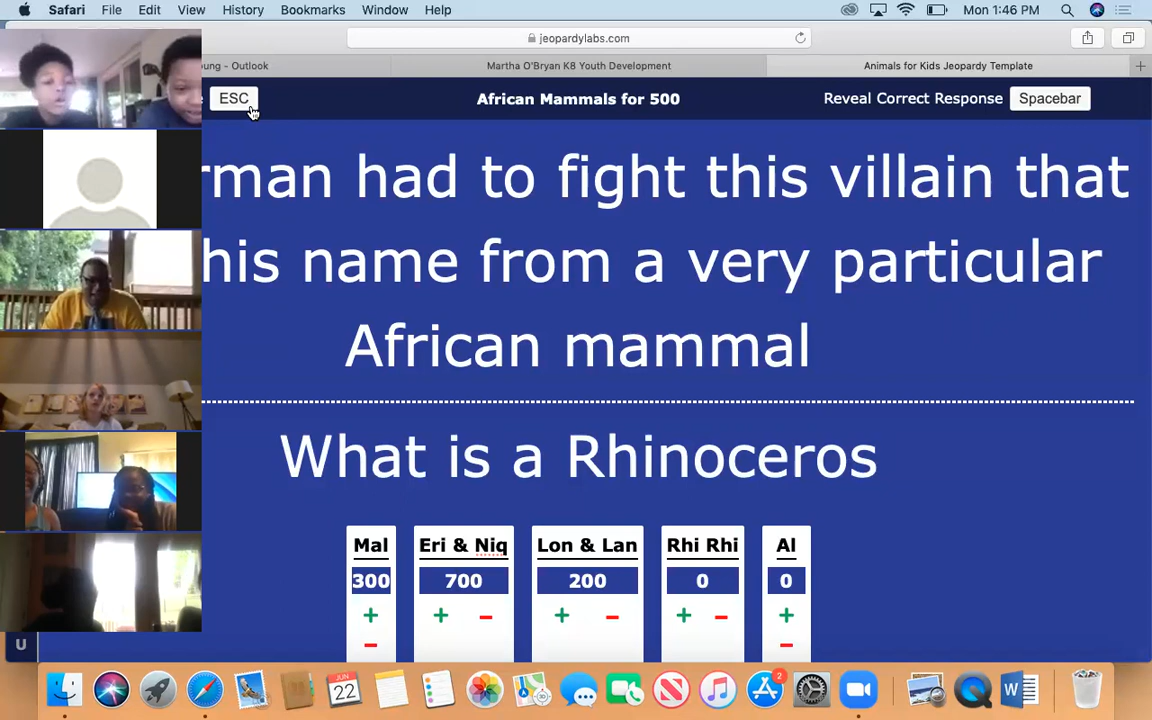 Safari File Edit View History Bookmarks Window Help Mon 1:46 PM
jeopardylabs.com
- Outlook Martha O'Bryan K8 Youth Development Animals for Kids Jeopardy Template
ESC African Mammals for 500 Reveal Correct Response Spacebar
rman had to fight this villain that
his name from a very particular
African mammal
What is a Rhinoceros
Mal Eri & Niq Lon & Lan Rhi Rhi Al
300 700 200 0 0
+ + − + − + − +
−
U
JUN
22
2
W